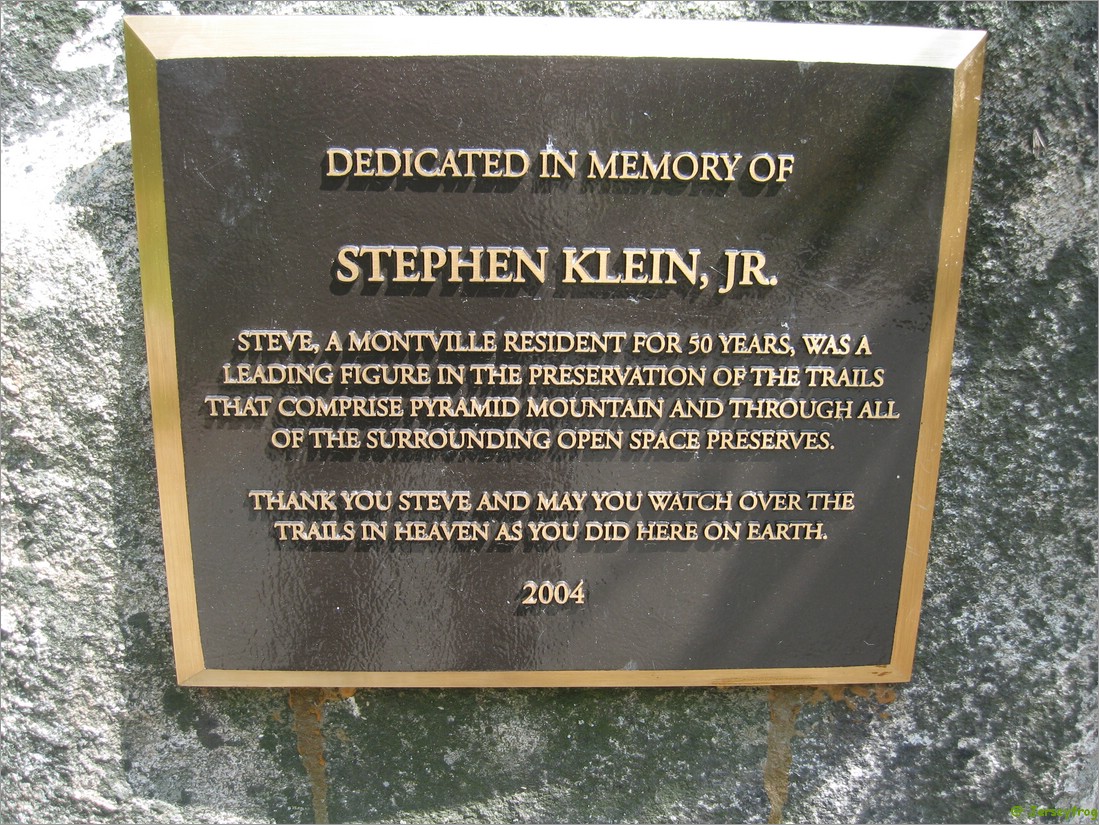 DEDICATED IN MEMORY OF
STEPHEN KLEIN, JR.
STEVE, A MONTVILLE RESIDENT FOR 50 YEARS, WAS A
LEADING FIGURE IN THE PRESERVATION OF THE TRAILS
THAT COMPRISE PYRAMID MOUNTAIN AND THROUGH ALL
OF THE SURROUNDING OPEN SPACE PRESERVES.
THANK YOU STEVE AND MAY YOU WATCH OVER THE
TRAILS IN HEAVEN AS YOU DID HERE ON EARTH.
2004
© Jerseyfrog